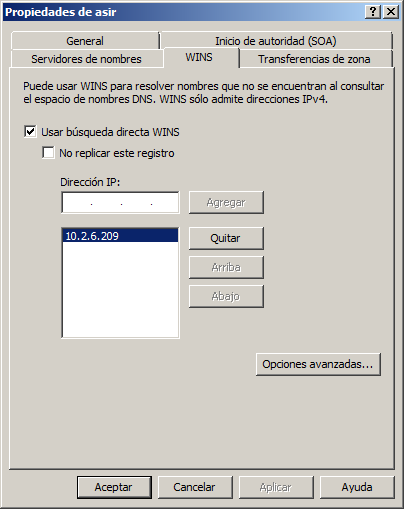 Propiedades de asir
General
Inicio de autoridad (SOA)
Servidores de nombres
WINS
Transferencias de zona
Puede usar WINS para resolver nombres que no se encuentran al consultar
el espacio de nombres DNS. WINS sólo admite direcciones IPv4.
Usar búsqueda directa WINS
No replicar este registro
Dirección IP:
. . .
Agregar
10.2.6.209
Quitar
Arriba
Abajo
Opciones avanzadas...
Aceptar
Cancelar
Aplicar
Ayuda